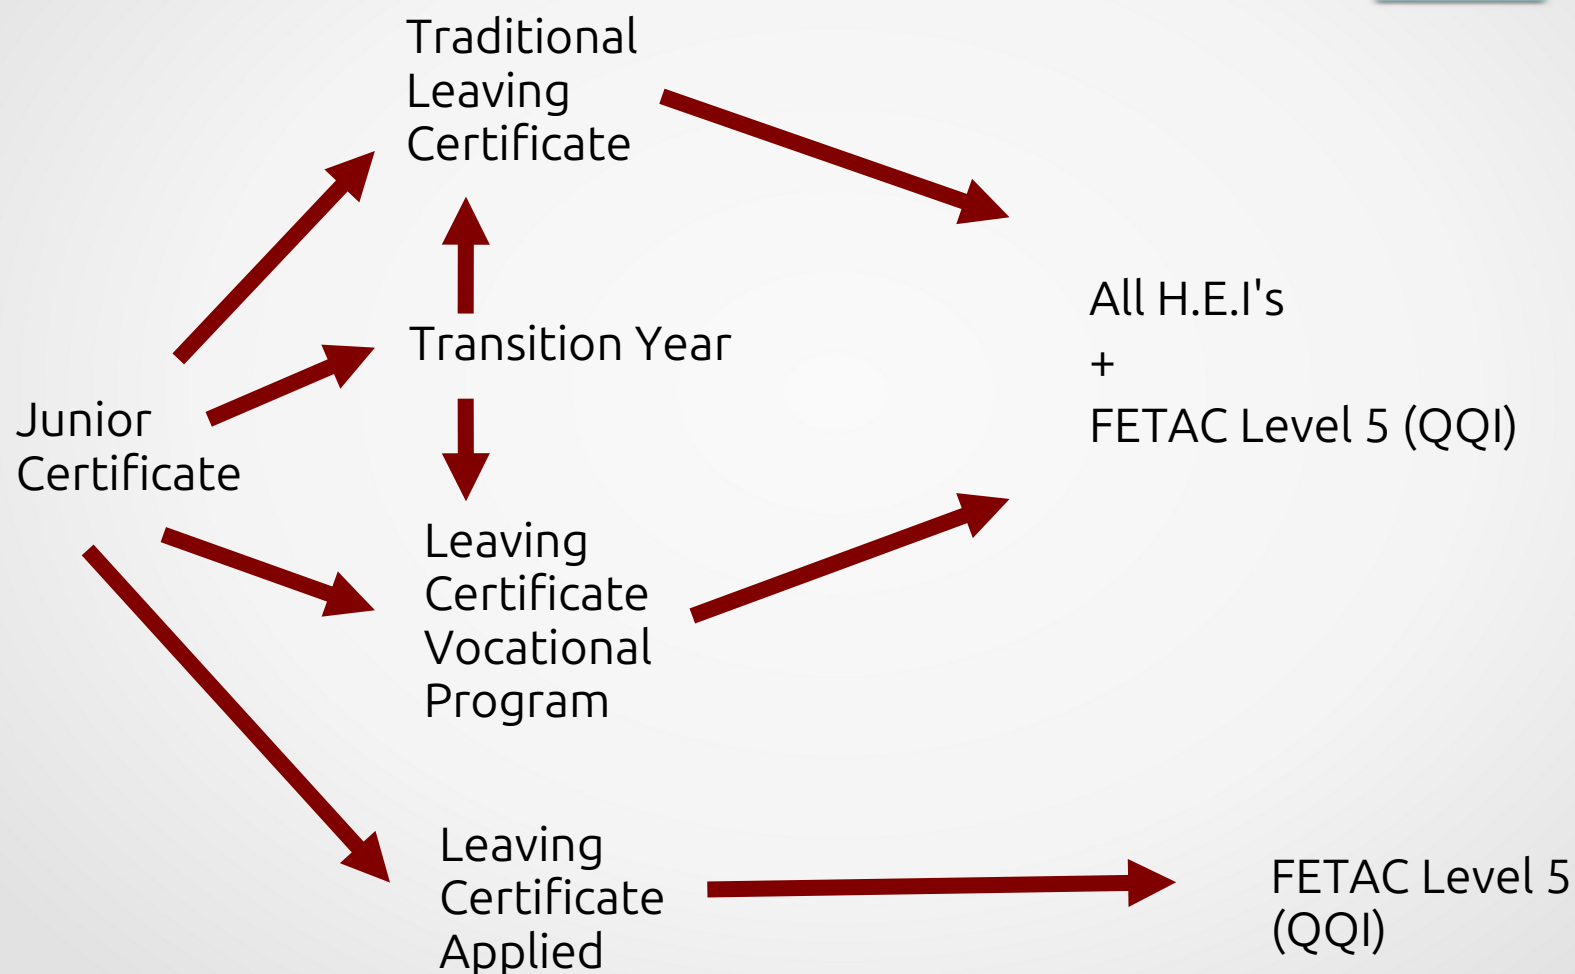 Traditional
Leaving
Certificate
Transition Year
All H.E.I's
+
FETAC Level 5 (QQI)
Junior
Certificate
Leaving
Certificate
Vocational
Program
Leaving
Certificate
Applied
FETAC Level 5
(QQI)